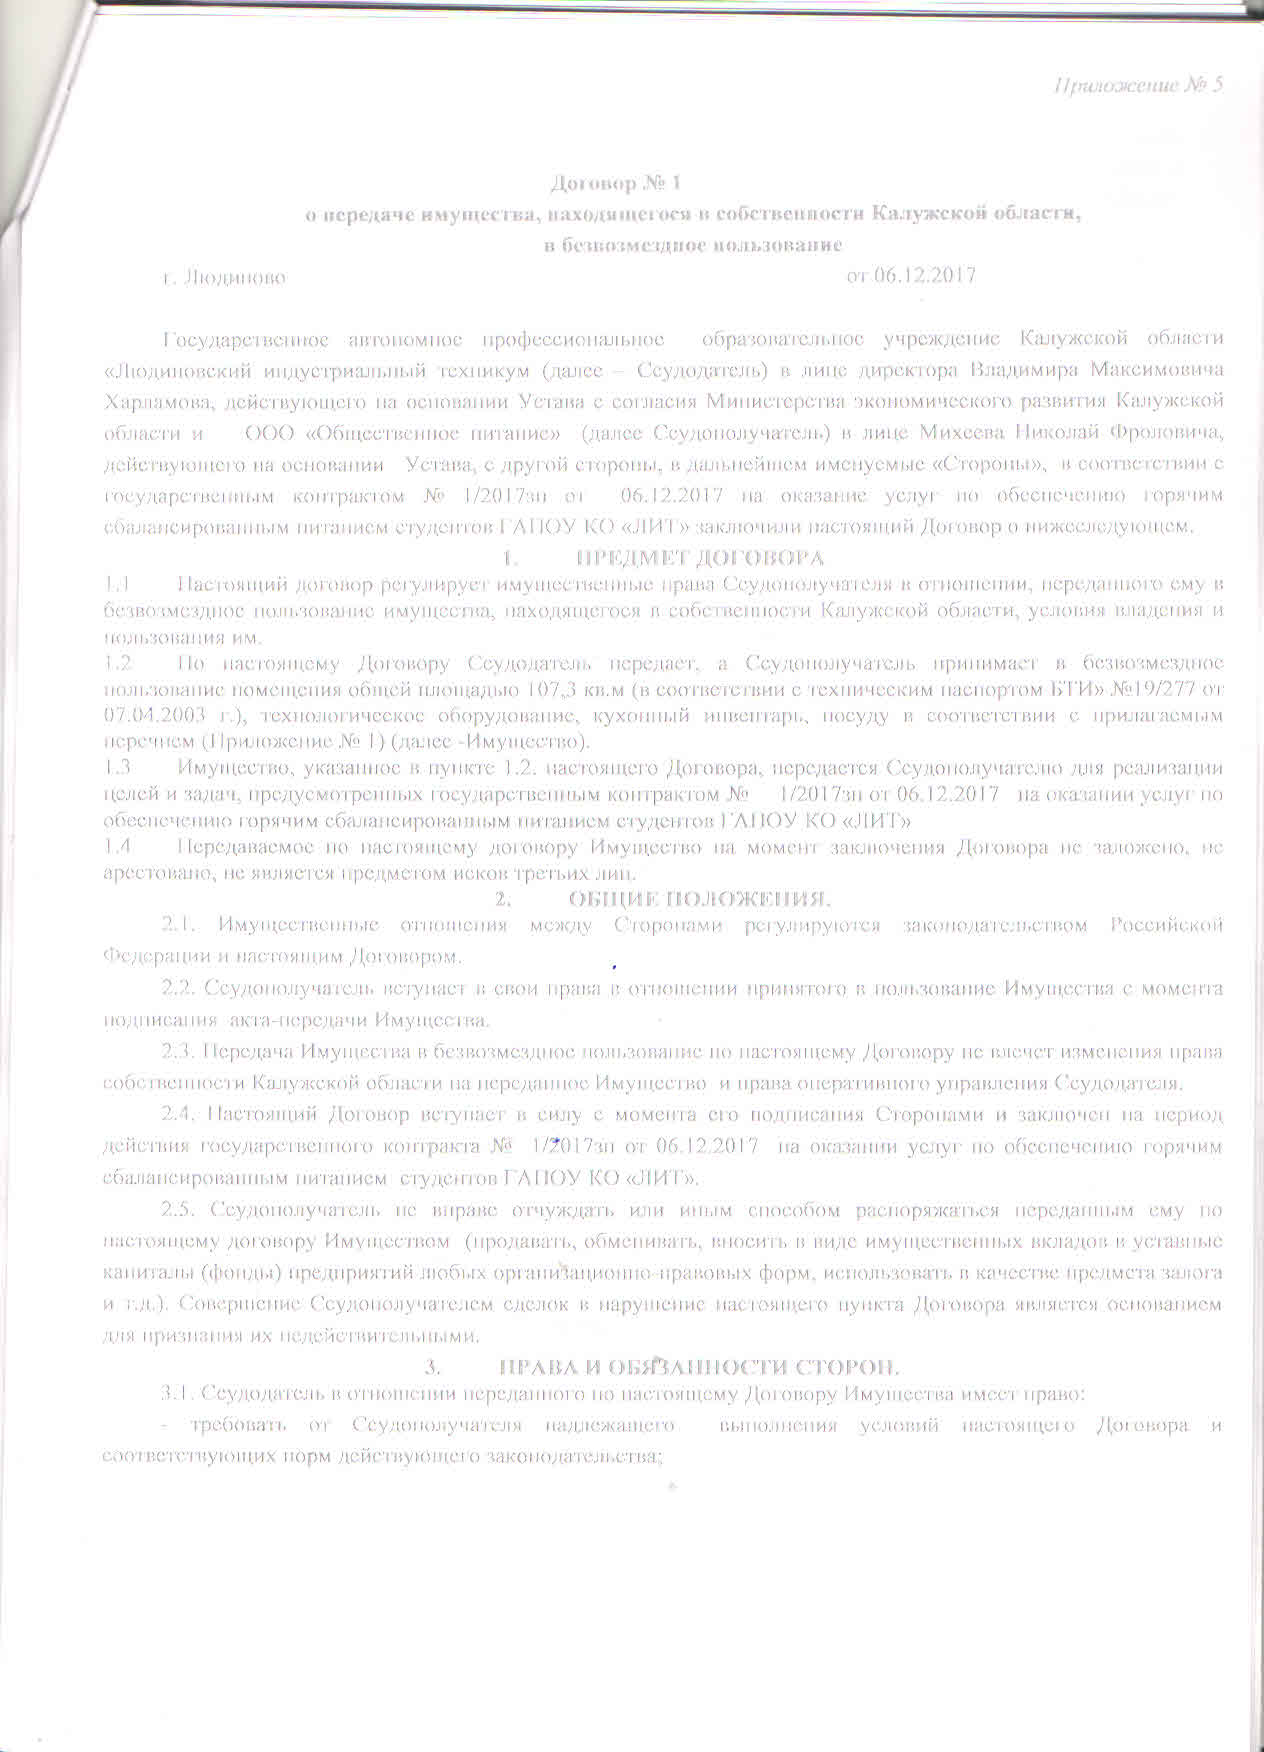 Приложение № 5
Договор № 1
о передаче имущества, находящегося в собственности Калужской области,
в безвозмездное пользование
г. Людиново от 06.12.2017
Государственное автономное профессиональное образовательное учреждение Калужской области
«Людиновский индустриальный техникум (далее – Ссудодатель) в лице директора Владимира Максимовича
Харламова, действующего на основании Устава с согласия Министерства экономического развития Калужской
области и ООО «Общественное питание» (далее Ссудополучатель) в лице Михеева Николай Фроловича,
действующего на основании Устава, с другой стороны, в дальнейшем именуемые «Стороны», в соответствии с
государственным контрактом № 1/2017зп от 06.12.2017 на оказание услуг по обеспечению горячим
сбалансированным питанием студентов ГАПОУ КО «ЛИТ» заключили настоящий Договор о нижеследующем.
1. ПРЕДМЕТ ДОГОВОРА
1.1 Настоящий договор регулирует имущественные права Ссудополучателя в отношении, переданного ему в
безвозмездное пользование имущества, находящегося в собственности Калужской области, условия владения и
пользования им.
1.2 По настоящему Договору Ссудодатель передает, а Ссудополучатель принимает в безвозмездное
пользование помещения общей площадью 107,3 кв.м (в соответствии с техническим паспортом БТИ» №19/277 от
07.04.2003 г.), технологическое оборудование, кухонный инвентарь, посуду в соответствии с прилагаемым
перечнем (Приложение № 1) (далее -Имущество).
1.3 Имущество, указанное в пункте 1.2. настоящего Договора, передается Ссудополучателю для реализации
целей и задач, предусмотренных государственным контрактом № 1/2017зп от 06.12.2017 на оказании услуг по
обеспечению горячим сбалансированным питанием студентов ГАПОУ КО «ЛИТ»
1.4 Передаваемое по настоящему договору Имущество на момент заключения Договора не заложено, не
арестовано, не является предметом исков третьих лиц.
2. ОБЩИЕ ПОЛОЖЕНИЯ.
2.1. Имущественные отношения между Сторонами регулируются законодательством Российской
Федерации и настоящим Договором.
2.2. Ссудополучатель вступает в свои права в отношении принятого в пользование Имущества с момента
подписания акта-передачи Имущества.
2.3. Передача Имущества в безвозмездное пользование по настоящему Договору не влечет изменения права
собственности Калужской области на переданное Имущество и права оперативного управления Ссудодателя.
2.4. Настоящий Договор вступает в силу с момента его подписания Сторонами и заключен на период
действия государственного контракта № 1/2017зп от 06.12.2017 на оказании услуг по обеспечению горячим
сбалансированным питанием студентов ГАПОУ КО «ЛИТ».
2.5. Ссудополучатель не вправе отчуждать или иным способом распоряжаться переданным ему по
настоящему договору Имуществом (продавать, обменивать, вносить в виде имущественных вкладов в уставные
капиталы (фонды) предприятий любых организационно-правовых форм, использовать в качестве предмета залога
и т.д.). Совершение Ссудополучателем сделок в нарушение настоящего пункта Договора является основанием
для признания их недействительными.
3. ПРАВА И ОБЯЗАННОСТИ СТОРОН.
3.1. Ссудодатель в отношении переданного по настоящему Договору Имущества имеет право:
- требовать от Ссудополучателя надлежащего выполнения условий настоящего Договора и
соответствующих норм действующего законодательства;